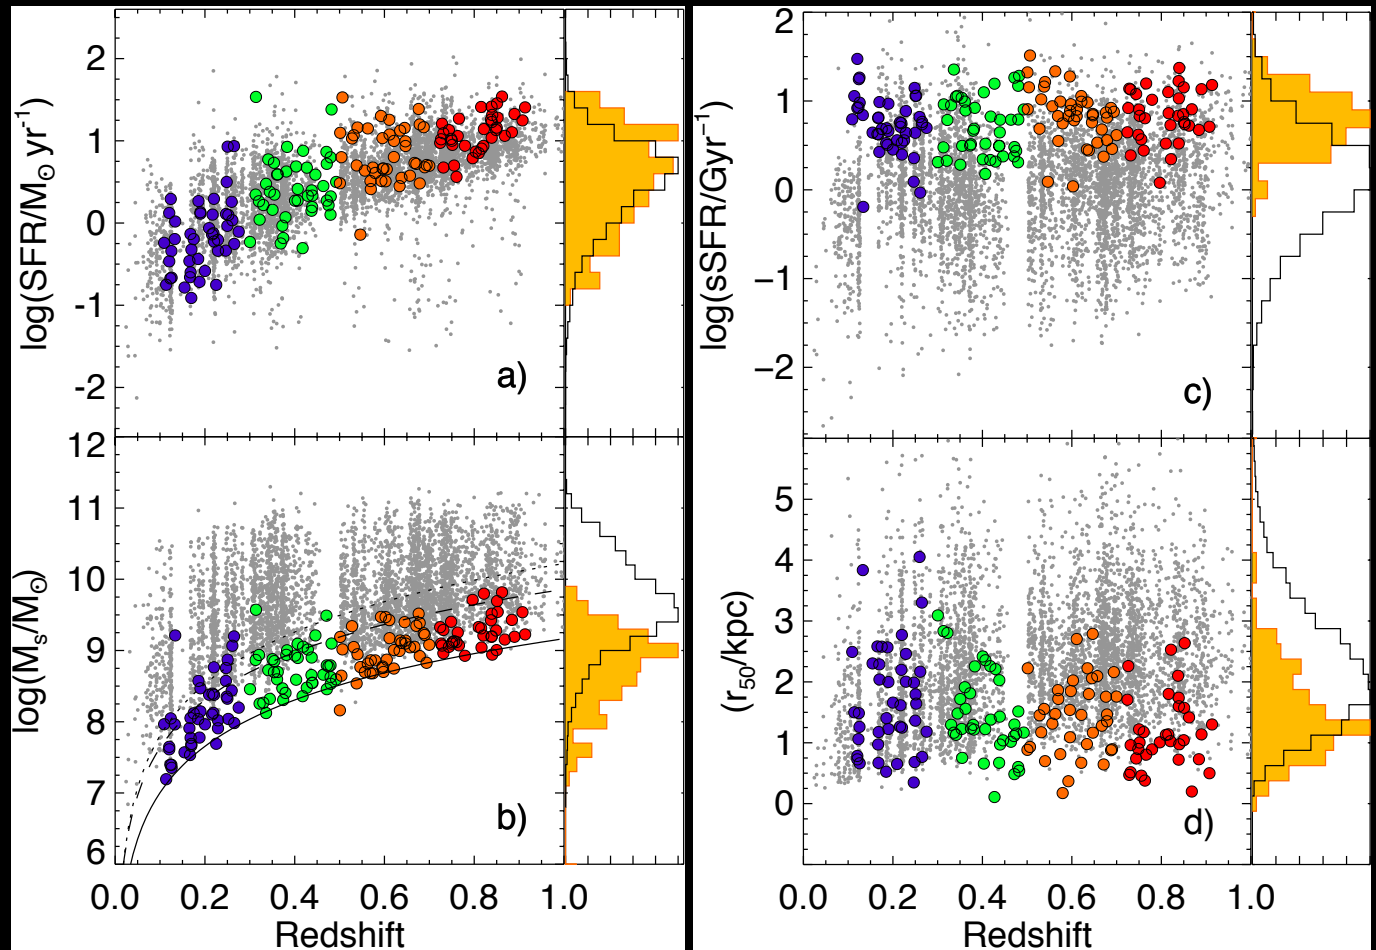 log(SFR/M⊙ yr⁻¹)
2
1
0
-1
-2
a)
log(Mₛ/M⊙)
12
11
10
9
8
7
6
b)
0.0 0.2 0.4 0.6 0.8 1.0
Redshift
log(sSFR/Gyr⁻¹)
2
1
0
−1
−2
c)
(r₅₀/kpc)
5
4
3
2
1
0
d)
0.0 0.2 0.4 0.6 0.8 1.0
Redshift